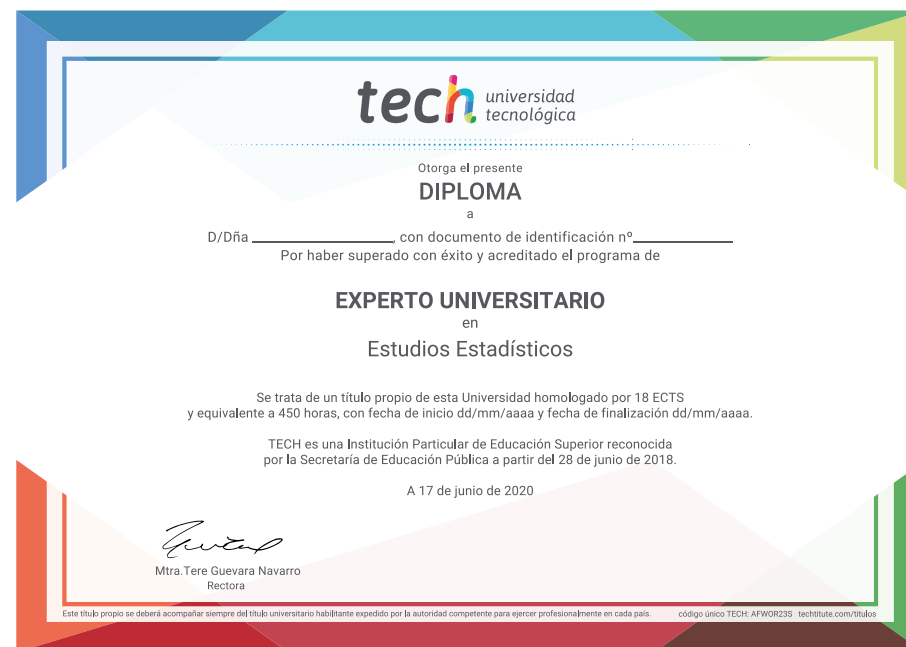 tech universidad
tecnológica
Otorga el presente
DIPLOMA
a
D/Dña ____________________, con documento de identificación nº______________
Por haber superado con éxito y acreditado el programa de
EXPERTO UNIVERSITARIO
en
Estudios Estadísticos
Se trata de un título propio de esta Universidad homologado por 18 ECTS
y equivalente a 450 horas, con fecha de inicio dd/mm/aaaa y fecha de finalización dd/mm/aaaa.
TECH es una Institución Particular de Educación Superior reconocida
por la Secretaría de Educación Pública a partir del 28 de junio de 2018.
A 17 de junio de 2020
Mtra.Tere Guevara Navarro
Rectora
Este título propio se deberá acompañar siempre del título universitario habilitante expedido por la autoridad competente para ejercer profesionalmente en cada país. código único TECH: AFWOR23S techtitute.com/titulos